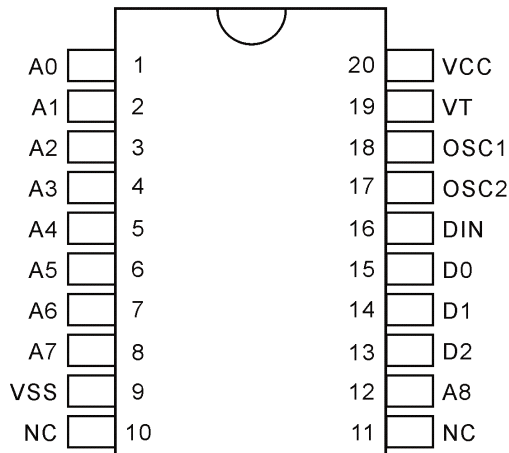 A0 1 20 VCC
A1 2 19 VT
A2 3 18 OSC1
A3 4 17 OSC2
A4 5 16 DIN
A5 6 15 D0
A6 7 14 D1
A7 8 13 D2
VSS 9 12 A8
NC 10 11 NC